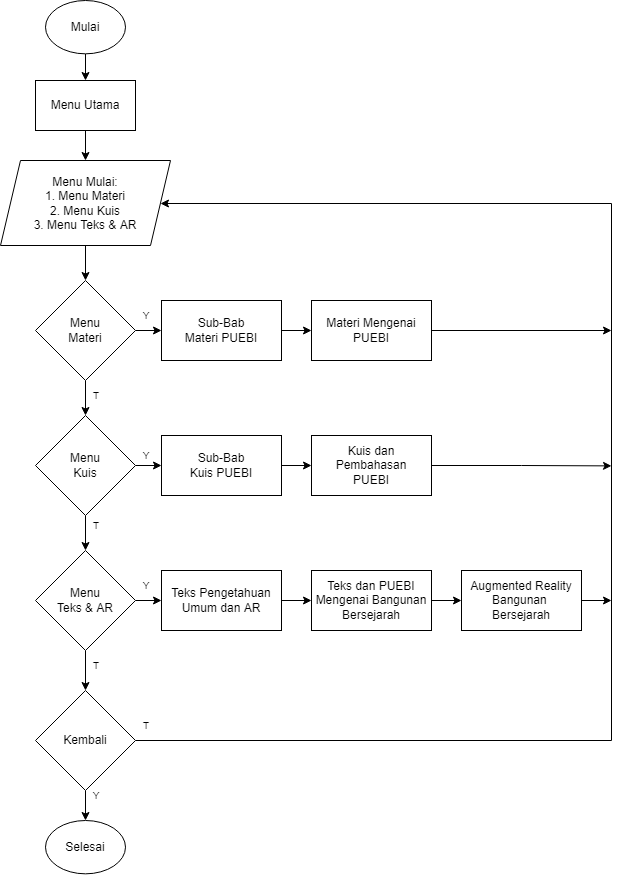 Mulai
Menu Utama
Menu Mulai:
1. Menu Materi
2. Menu Kuis
3. Menu Teks & AR
Menu
Materi
Y
Sub-Bab
Materi PUEBI
Materi Mengenai
PUEBI
T
Menu
Kuis
Y
Sub-Bab
Kuis PUEBI
Kuis dan
Pembahasan
PUEBI
T
Menu
Teks & AR
Y
Teks Pengetahuan
Umum dan AR
Teks dan PUEBI
Mengenai Bangunan
Bersejarah
Augmented Reality
Bangunan
Bersejarah
T
Kembali
T
Y
Selesai